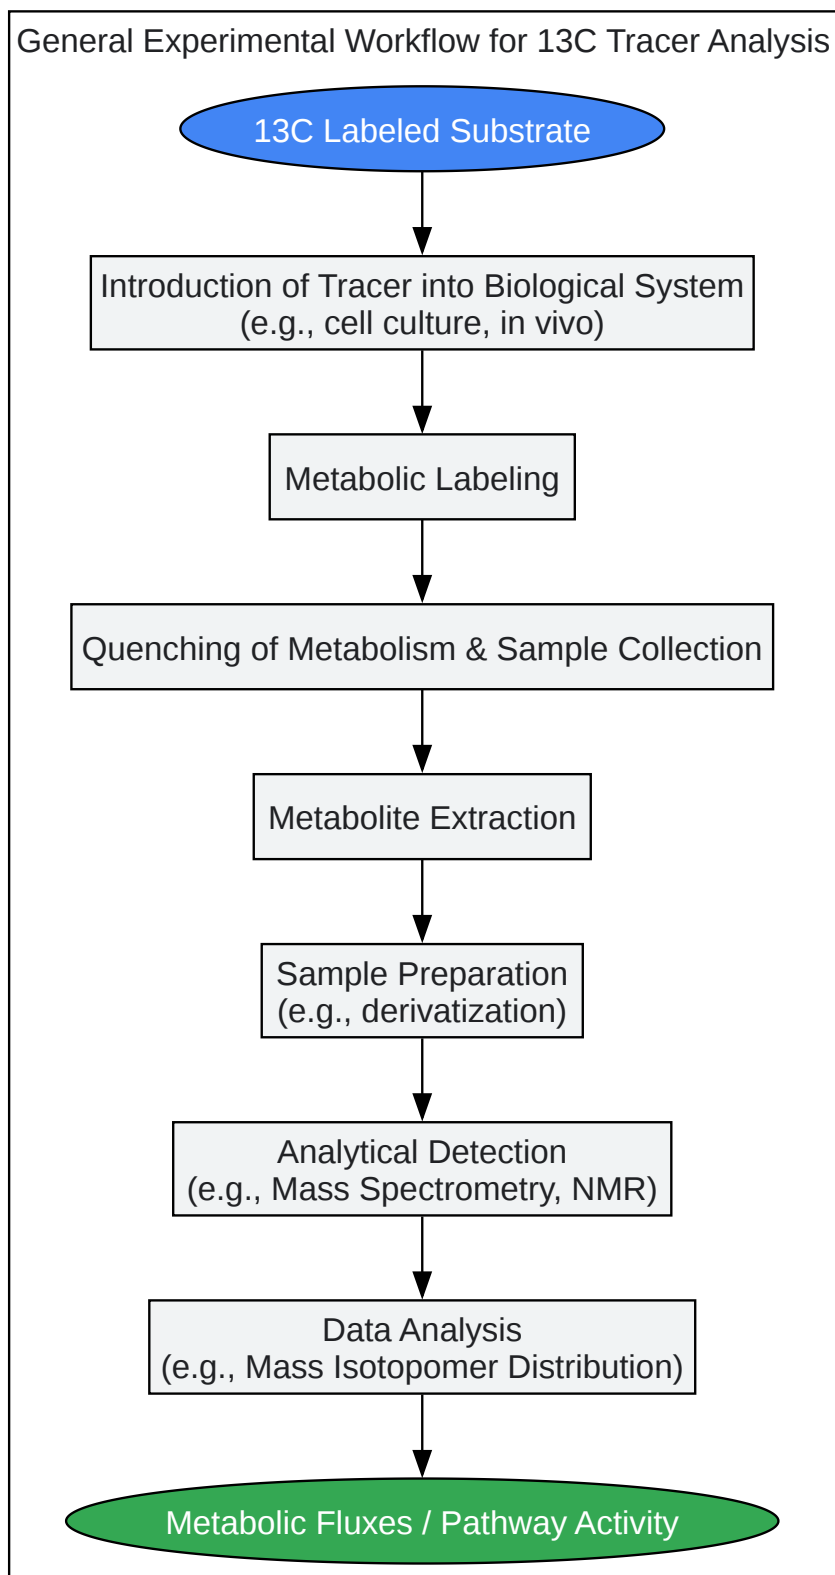 General Experimental Workflow for 13C Tracer Analysis
13C Labeled Substrate
Introduction of Tracer into Biological System
(e.g., cell culture, in vivo)
Metabolic Labeling
Quenching of Metabolism & Sample Collection
Metabolite Extraction
Sample Preparation
(e.g., derivatization)
Analytical Detection
(e.g., Mass Spectrometry, NMR)
Data Analysis
(e.g., Mass Isotopomer Distribution)
Metabolic Fluxes / Pathway Activity